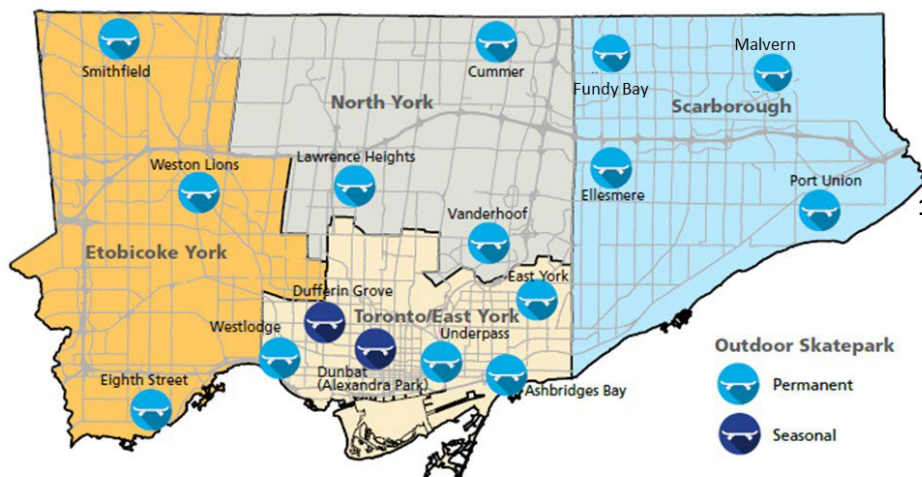 Smithfield
Cummer
Fundy Bay
Malvern
North York
Scarborough
Weston Lions
Lawrence Heights
Ellesmere
Port Union
Vanderhoof
Etobicoke York
East York
Dufferin Grove
Toronto/East York
Westlodge
Underpass
Dunbat
(Alexandra Park)
Eighth Street
Ashbridges Bay
Outdoor Skatepark
Permanent
Seasonal